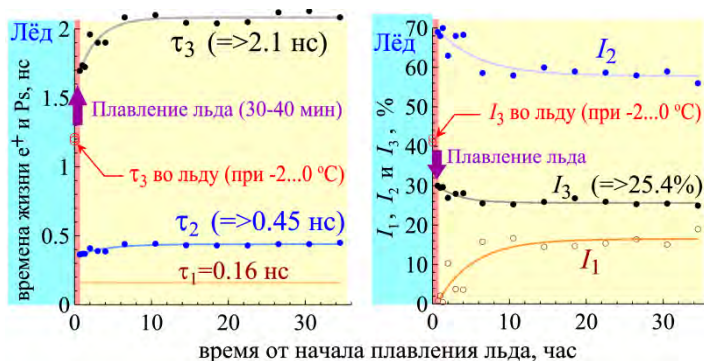 времена жизни e⁺ и Ps, нс
2
1.5
1
0.5
0
Лёд
τ₃ (=>2.1 нс)
Плавление льда (30-40 мин)
τ₃ во льду (при -2...0 °C)
τ₂ (=>0.45 нс)
τ₁=0.16 нс
0 10 20 30
I₁, I₂ и I₃, %
70
60
50
40
30
20
10
0
Лёд
I₂
I₃ во льду (при -2...0 °C)
Плавление льда
I₃ (=>25.4%)
I₁
0 10 20 30
время от начала плавления льда, час